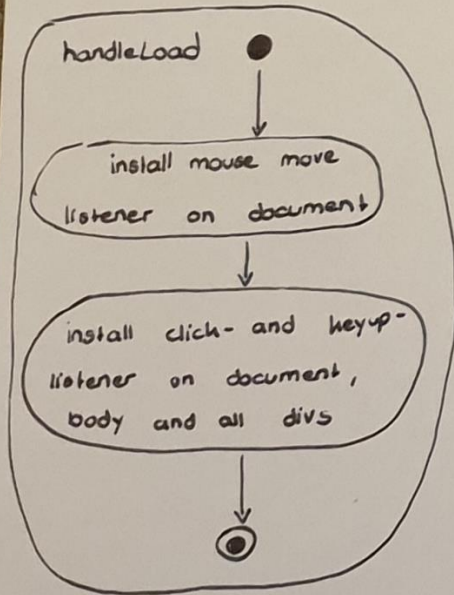 handleLoad
install mouse move
listener on document
install click- and keyup-
listener on document,
body and all divs